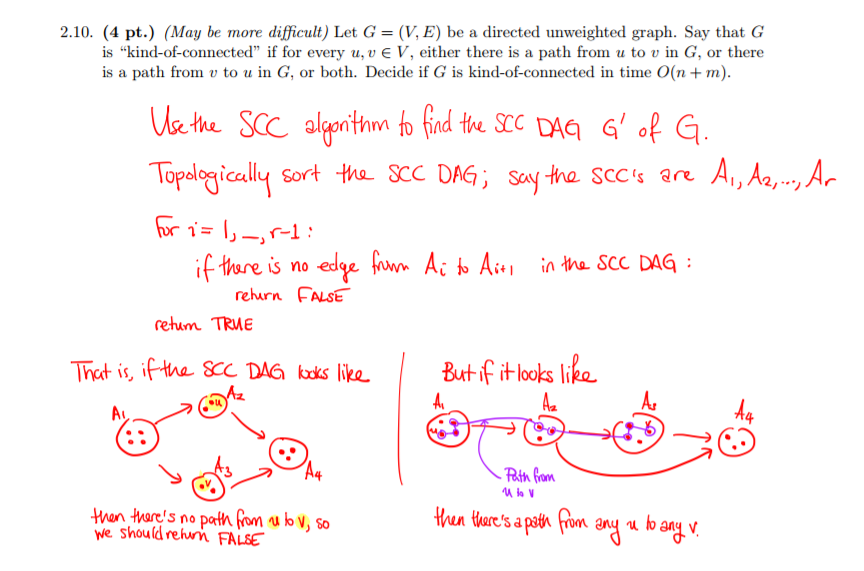 2.10. (4 pt.) (May be more difficult) Let G = (V, E) be a directed unweighted graph. Say that G
is "kind-of-connected" if for every u, v ∈ V, either there is a path from u to v in G, or there
is a path from v to u in G, or both. Decide if G is kind-of-connected in time O(n + m).
Use the SCC algorithm to find the SCC DAG G' of G.
Topologically sort the SCC DAG; say the SCC's are A₁, A₂, ..., Aᵣ
For i = 1, ..., r-1:
if there is no edge from Aᵢ to Aᵢ₊₁ in the SCC DAG:
return FALSE
return TRUE
That is, if the SCC DAG looks like
A₁
A₂
u
A₃
v
A₄
then there's no path from u to v, so
we should return FALSE
But if it looks like
A₁
A₂
A₃
A₄
u
v
Path from
u to v
then there's a path from any u to any v.